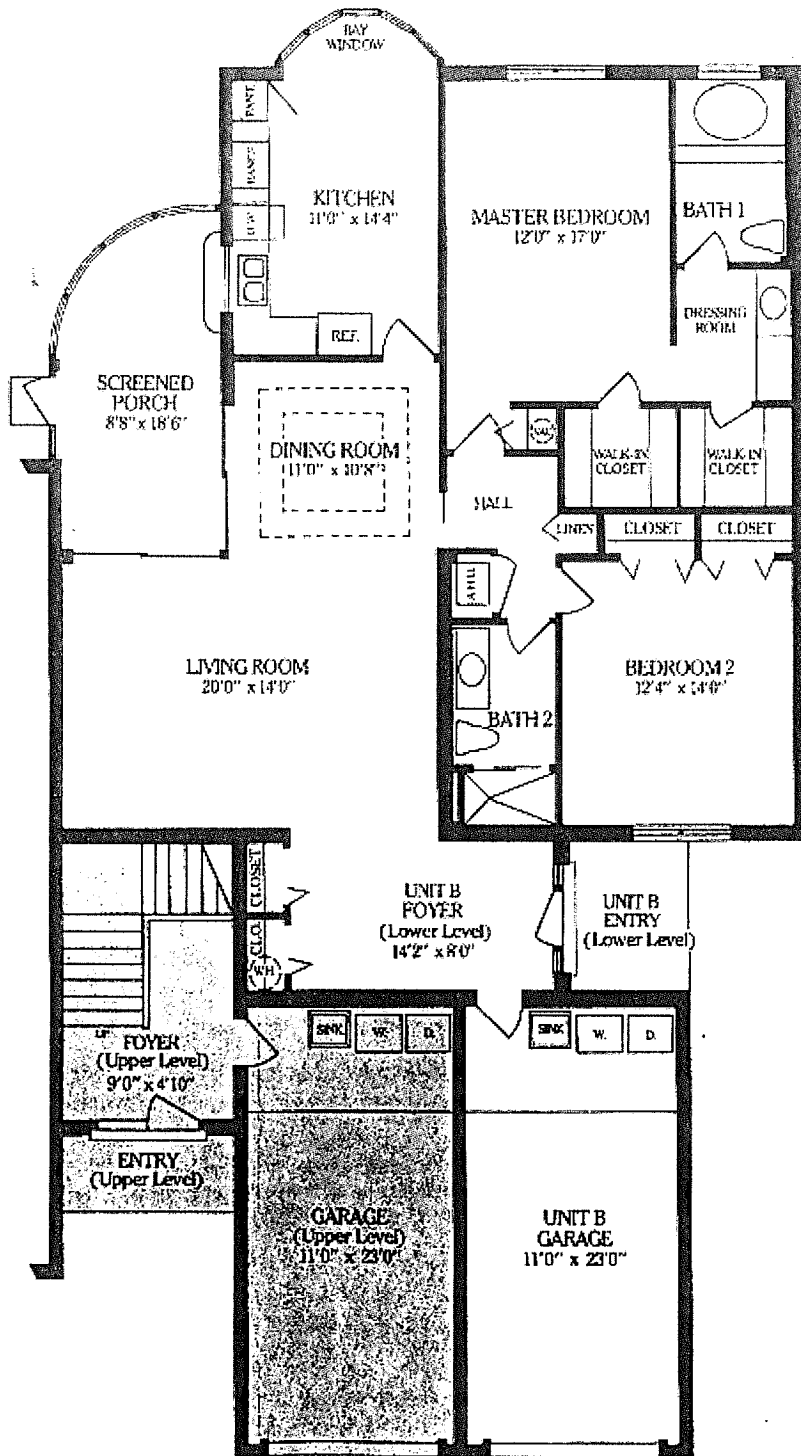 BAY
WINDOW
PANT.
RANGE
D.W.
KITCHEN
11'0" x 14'4"
REF.
MASTER BEDROOM
12'0" x 17'0"
BATH 1
DRESSING
ROOM
SCREENED
PORCH
8'8" x 18'6"
DINING ROOM
11'0" x 10'8"
WALK-IN
CLOSET
WALK-IN
CLOSET
HALL
LINEN
CLOSET
CLOSET
A.H.U.
LIVING ROOM
20'0" x 14'0"
BEDROOM 2
12'4" x 14'0"
BATH 2
CLOSET
UNIT B
FOYER
(Lower Level)
14'2" x 8'0"
UNIT B
ENTRY
(Lower Level)
CLO.
WH
FOYER
(Upper Level)
9'0" x 4'10"
SINK
W.
D.
SINK
W.
D.
ENTRY
(Upper Level)
GARAGE
(Upper Level)
11'0" x 23'0"
UNIT B
GARAGE
11'0" x 23'0"